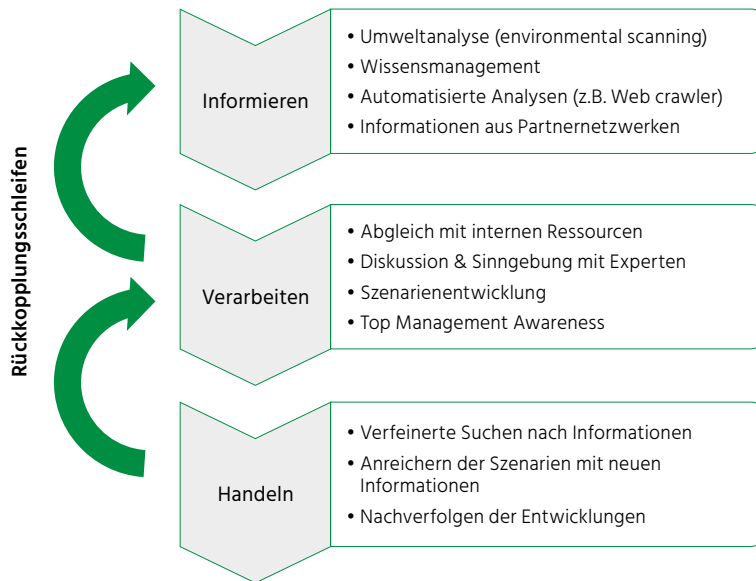 Rückkopplungsschleifen
Informieren
• Umweltanalyse (environmental scanning)
• Wissensmanagement
• Automatisierte Analysen (z.B. Web crawler)
• Informationen aus Partnernetzwerken
Verarbeiten
• Abgleich mit internen Ressourcen
• Diskussion & Sinngebung mit Experten
• Szenarienentwicklung
• Top Management Awareness
Handeln
• Verfeinerte Suchen nach Informationen
• Anreichern der Szenarien mit neuen
Informationen
• Nachverfolgen der Entwicklungen